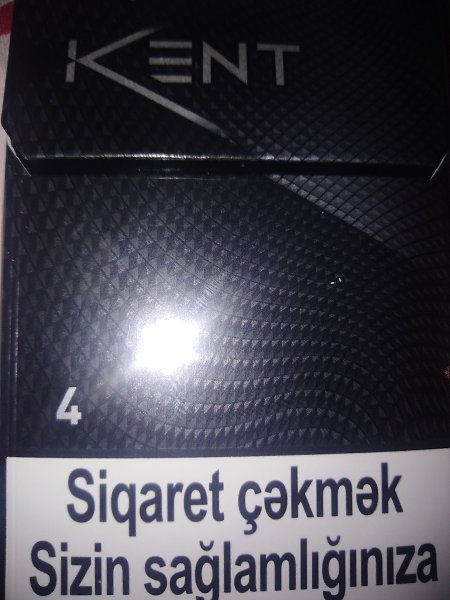 KENT
4
Siqaret çəkmək
Sizin sağlamlığınıza